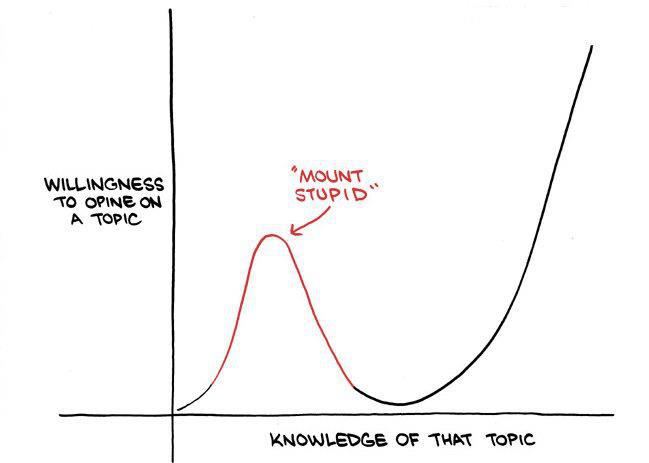 WILLINGNESS
TO OPINE ON
A TOPIC
"MOUNT
STUPID"
KNOWLEDGE OF THAT TOPIC